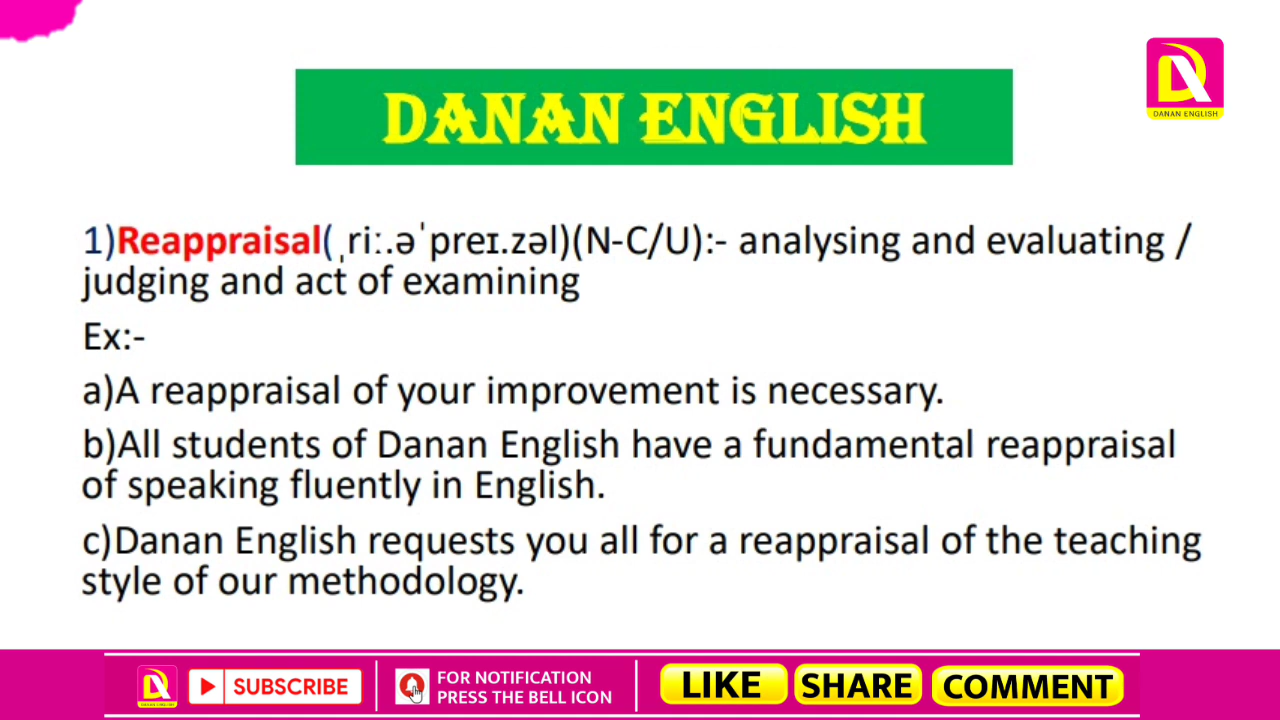 DANAN ENGLISH
DANAN ENGLISH
1)Reappraisal(ˌriː.əˈpreɪ.zəl)(N-C/U):- analysing and evaluating /
judging and act of examining
Ex:-
a)A reappraisal of your improvement is necessary.
b)All students of Danan English have a fundamental reappraisal
of speaking fluently in English.
c)Danan English requests you all for a reappraisal of the teaching
style of our methodology.
DANAN ENGLISH
SUBSCRIBE
FOR NOTIFICATION
PRESS THE BELL ICON
LIKE
SHARE
COMMENT